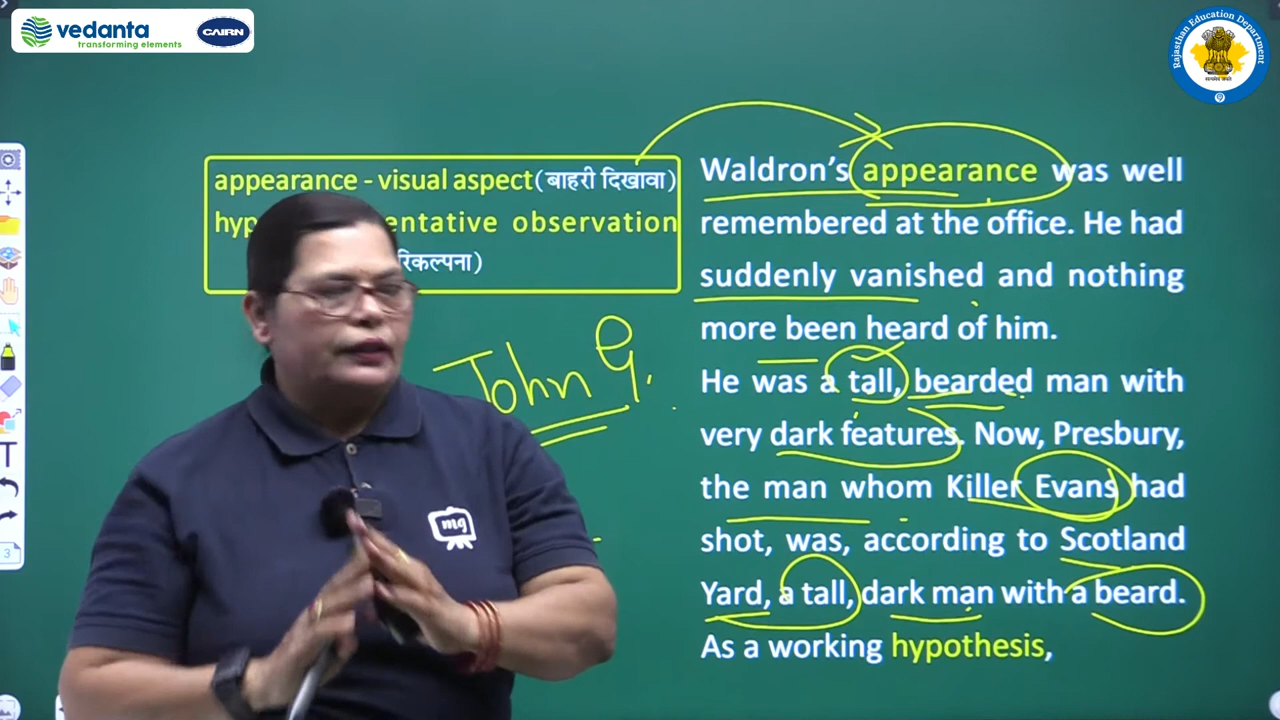 vedanta
transforming elements
CAIRN
Rajasthan Education Department
appearance - visual aspect (बाहरी दिखावा)
entative observation
Waldron's appearance was well
remembered at the office. He had
suddenly vanished and nothing
more been heard of him.
He was a tall, bearded man with
very dark features. Now, Presbury,
the man whom Killer Evans had
shot, was, according to Scotland
Yard, a tall, dark man with a beard.
As a working hypothesis,
John G.
mg
T
3